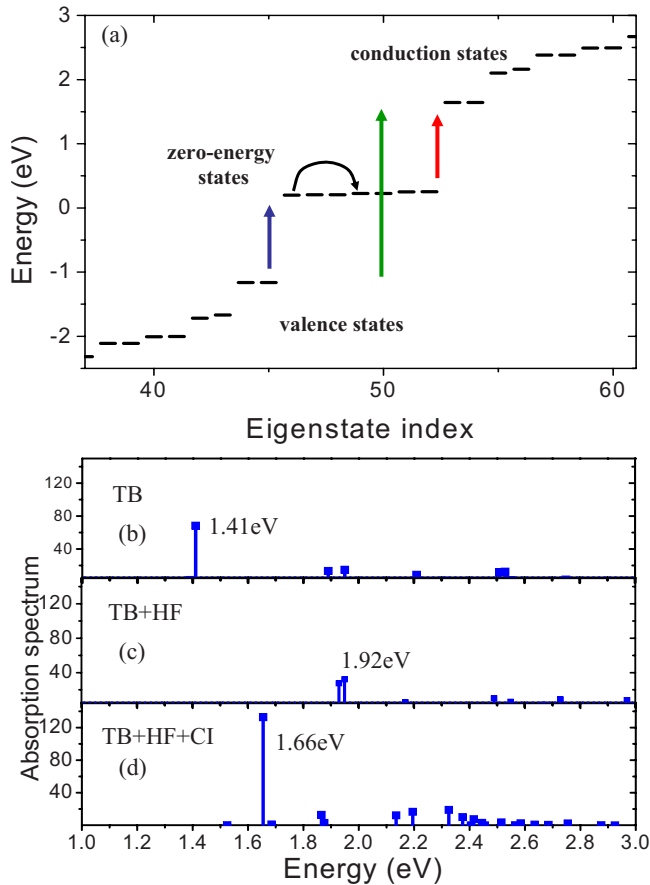 (a)
conduction states
zero-energy
states
valence states
Energy (eV)
3
2
1
0
-1
-2
40
50
60
Eigenstate index
TB
(b)
1.41eV
120
80
40
TB+HF
(c)
1.92eV
120
80
40
TB+HF+CI
(d)
1.66eV
120
80
40
Absorption spectrum
1.0 1.2 1.4 1.6 1.8 2.0 2.2 2.4 2.6 2.8 3.0
Energy (eV)